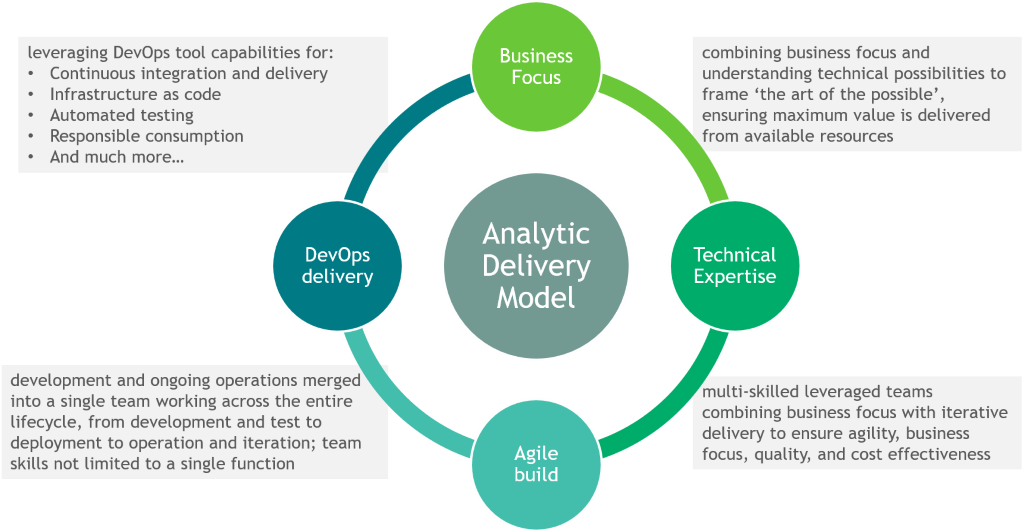 leveraging DevOps tool capabilities for:
• Continuous integration and delivery
• Infrastructure as code
• Automated testing
• Responsible consumption
• And much more…
Business
Focus
combining business focus and
understanding technical possibilities to
frame ‘the art of the possible’,
ensuring maximum value is delivered
from available resources
DevOps
delivery
Analytic
Delivery
Model
Technical
Expertise
development and ongoing operations merged
into a single team working across the entire
lifecycle, from development and test to
deployment to operation and iteration; team
skills not limited to a single function
Agile
build
multi-skilled leveraged teams
combining business focus with iterative
delivery to ensure agility, business
focus, quality, and cost effectiveness